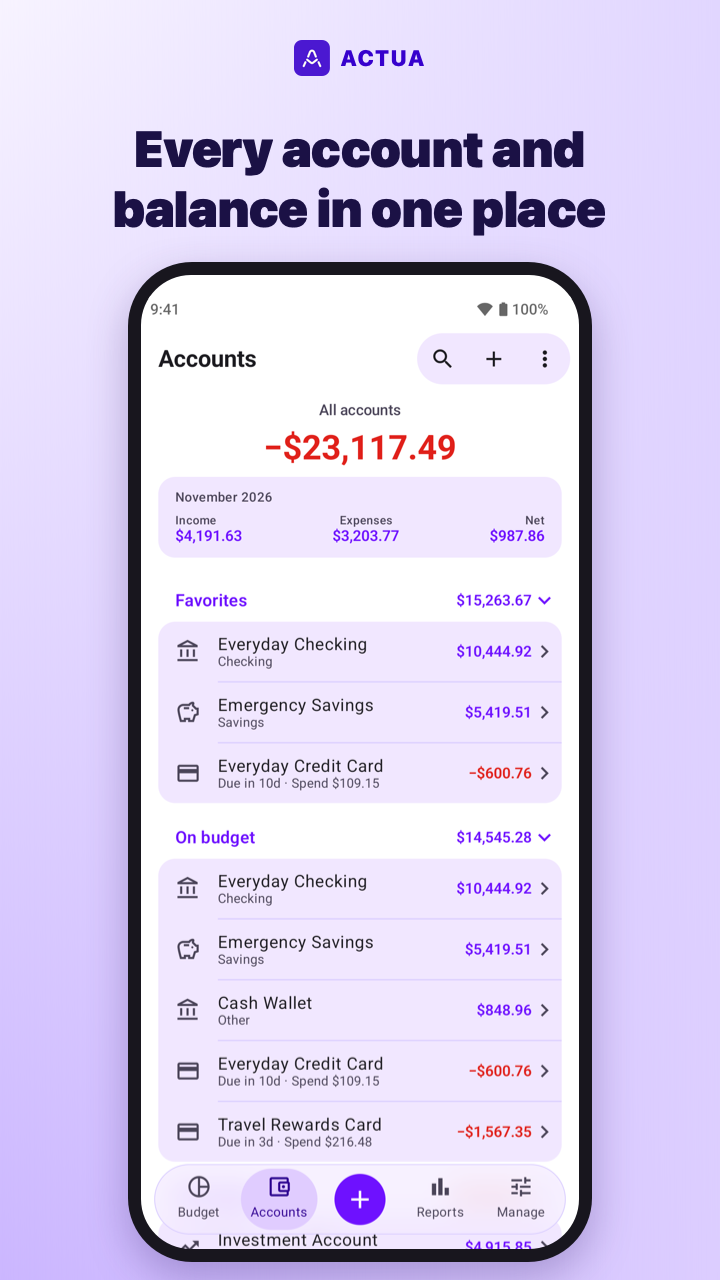 ACTUA
Every account and
balance in one place
9:41
100%
Accounts
All accounts
−$23,117.49
November 2026
Income Expenses Net
$4,191.63 $3,203.77 $987.86
Favorites $15,263.67
Everyday Checking
Checking
$10,444.92
Emergency Savings
Savings
$5,419.51
Everyday Credit Card
Due in 10d · Spend $109.15
−$600.76
On budget $14,545.28
Everyday Checking
Checking
$10,444.92
Emergency Savings
Savings
$5,419.51
Cash Wallet
Other
$848.96
Everyday Credit Card
Due in 10d · Spend $109.15
−$600.76
Travel Rewards Card
Due in 3d · Spend $216.48
−$1,567.35
Budget Accounts Reports Manage
Investment Account $4,915.85